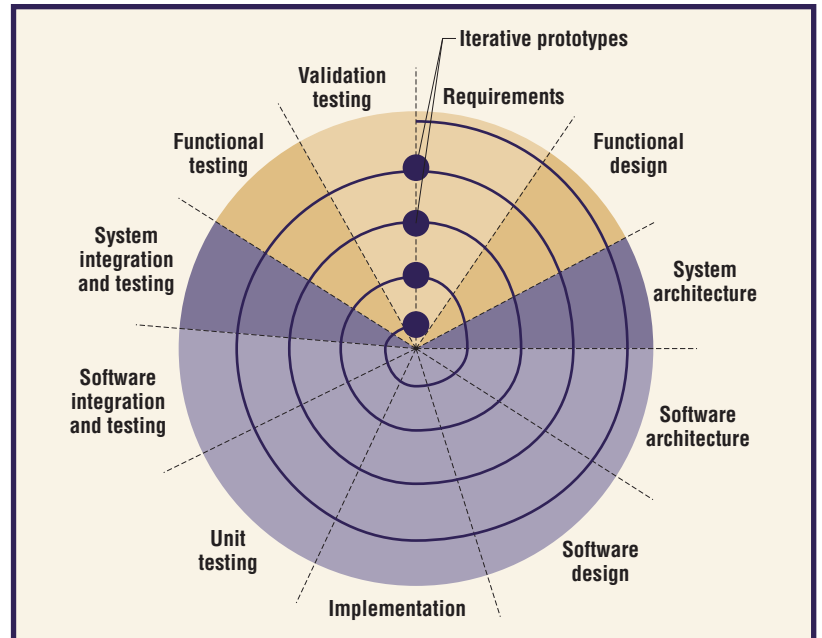 Iterative prototypes
Validation
testing
Requirements
Functional
testing
Functional
design
System
integration
and testing
System
architecture
Software
integration
and testing
Software
architecture
Unit
testing
Software
design
Implementation